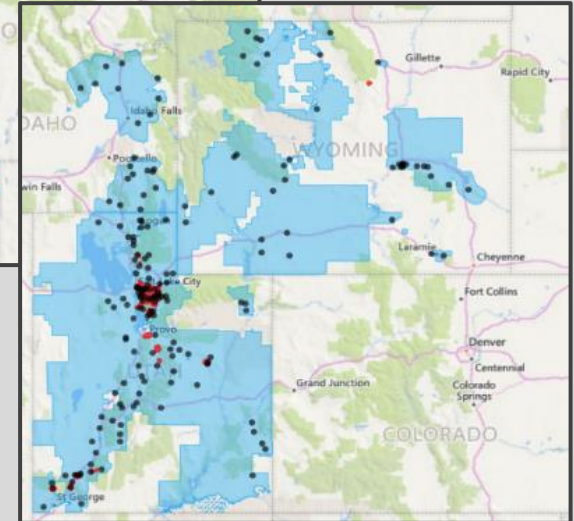 O
Gillette
Rapid City
Idaho Falls
DAHO
WYOMING
win Falls
Laramie
Cheyenne
City
Fort Collins
Provo
Denver
Centennial
Grand Junction
Colorado
Springs
COLORADO
St George